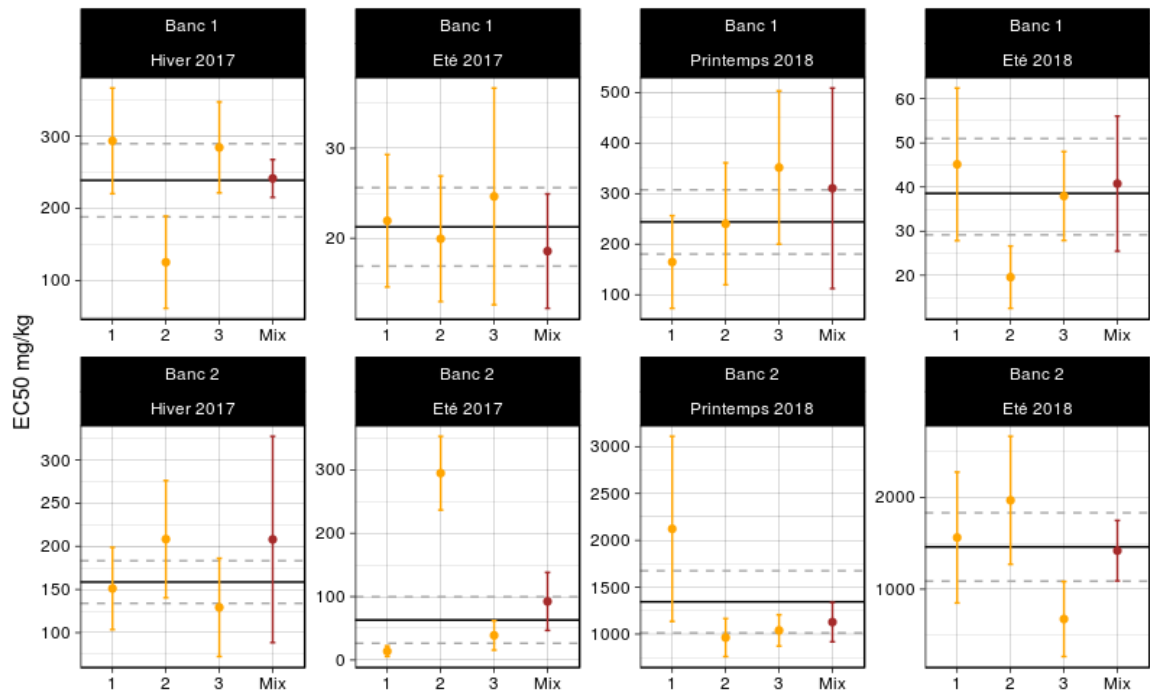 Banc 1
Hiver 2017
300
200
100
1 2 3 Mix
Banc 1
Eté 2017
30
20
1 2 3 Mix
Banc 1
Printemps 2018
500
400
300
200
100
1 2 3 Mix
Banc 1
Eté 2018
60
50
40
30
20
1 2 3 Mix
EC50 mg/kg
Banc 2
Hiver 2017
300
250
200
150
100
1 2 3 Mix
Banc 2
Eté 2017
300
200
100
0
1 2 3 Mix
Banc 2
Printemps 2018
3000
2500
2000
1500
1000
1 2 3 Mix
Banc 2
Eté 2018
2000
1000
1 2 3 Mix